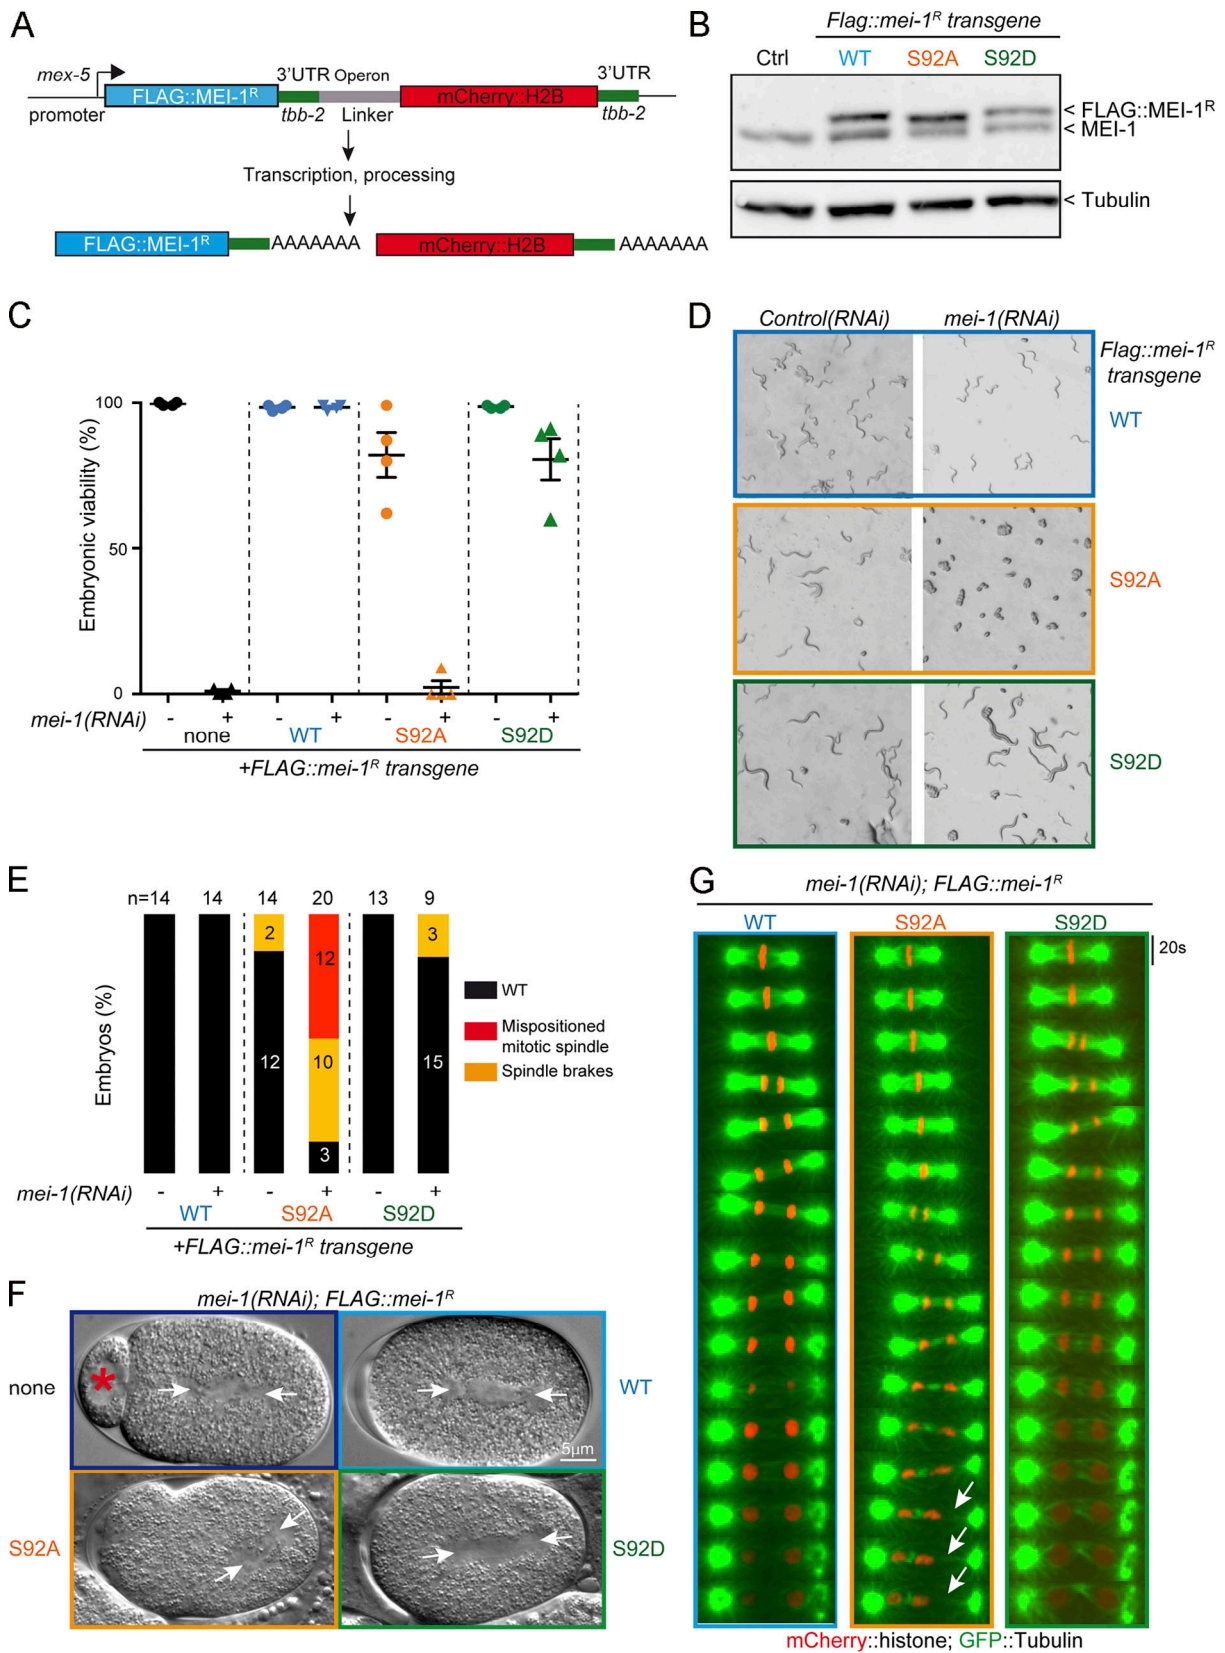 A
mex-5
3'UTR Operon
3'UTR
FLAG::MEI-1R
mCherry::H2B
promoter
tbb-2
Linker
tbb-2
Transcription, processing
FLAG::MEI-1R
AAAAAAA
mCherry::H2B
AAAAAAA
B
Flag::mei-1R transgene
Ctrl
WT
S92A
S92D
< FLAG::MEI-1R
< MEI-1
< Tubulin
C
Embryonic viability (%)
100
50
0
mei-1(RNAi)
- + - + - + - +
none WT S92A S92D
+FLAG::mei-1R transgene
D
Control(RNAi)
mei-1(RNAi)
Flag::mei-1R
transgene
WT
S92A
S92D
E
n=14 14 14 20 13 9
Embryos (%)
2
12
12
10
3
3
15
WT
Mispositioned
mitotic spindle
Spindle brakes
mei-1(RNAi)
- + - + - +
WT S92A S92D
+FLAG::mei-1R transgene
F
mei-1(RNAi); FLAG::mei-1R
none
*
WT
5µm
S92A
S92D
G
mei-1(RNAi); FLAG::mei-1R
WT
S92A
S92D
20s
mCherry::histone; GFP::Tubulin